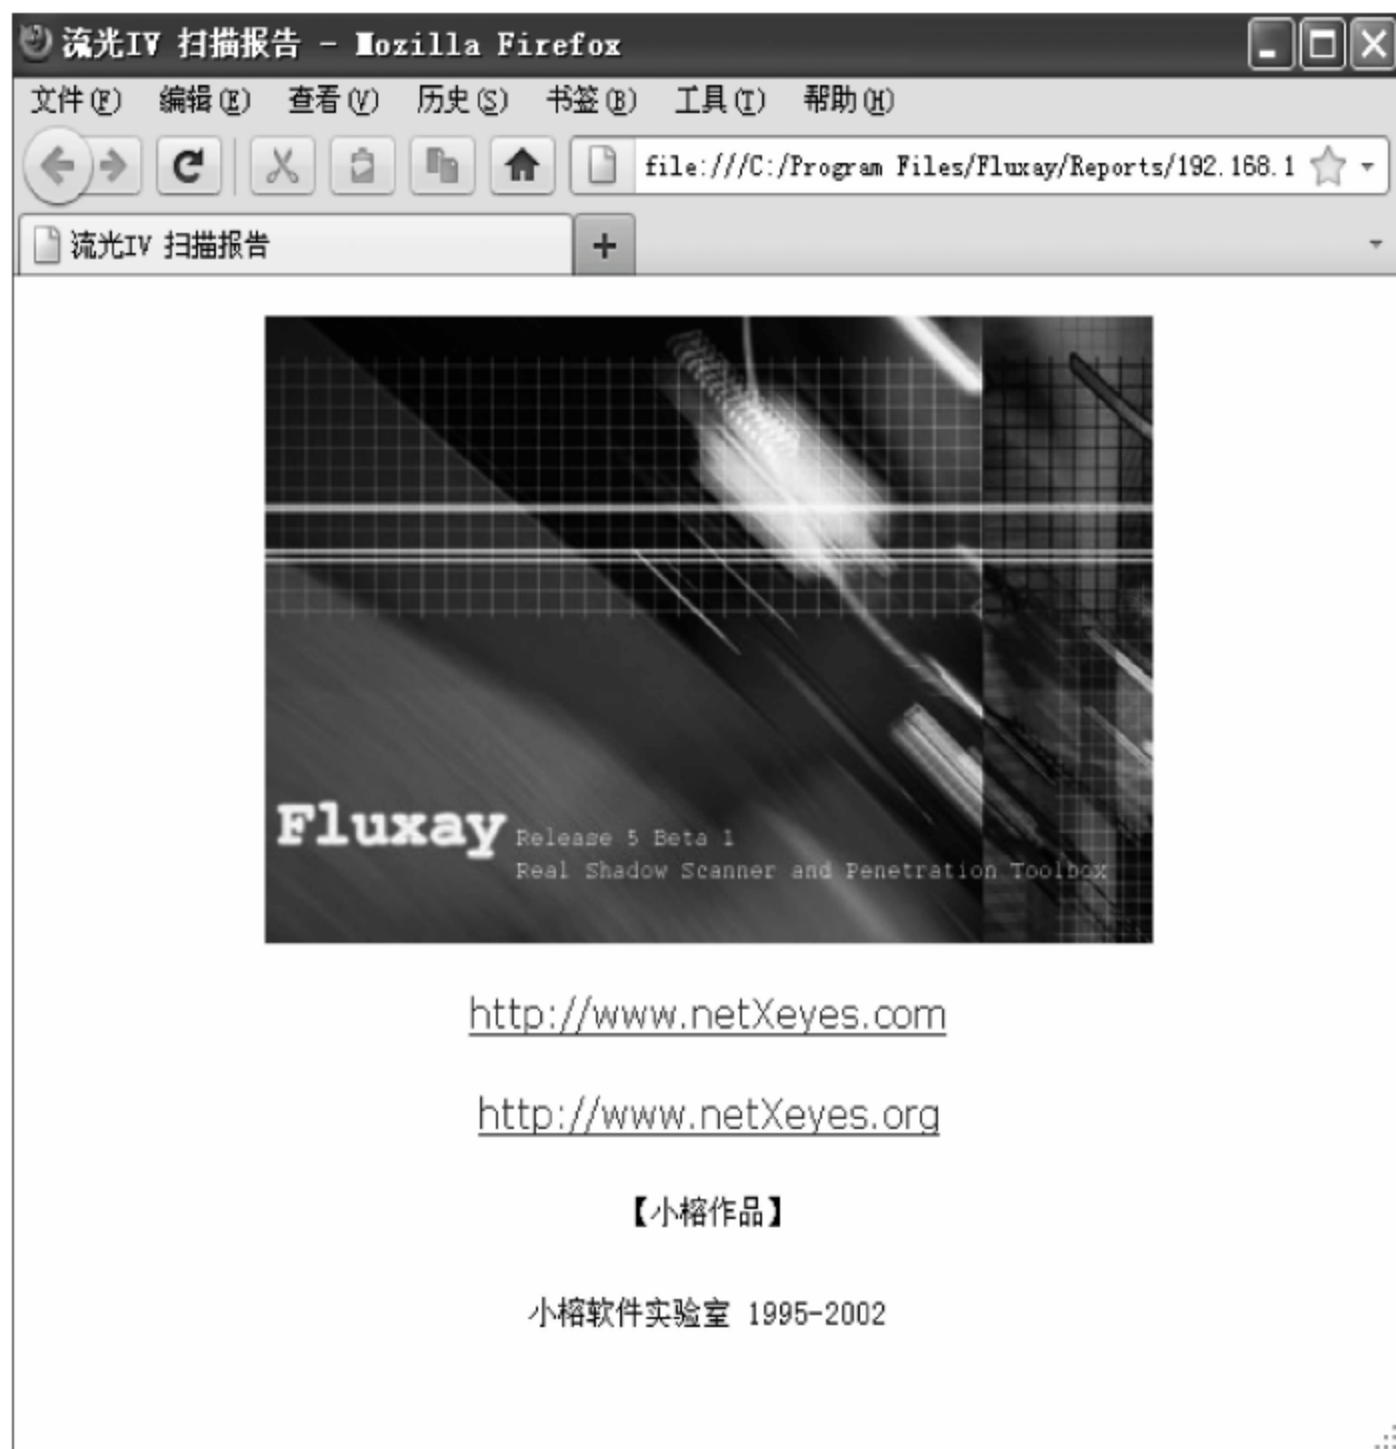 流光IV 扫描报告 - Mozilla Firefox
文件(F) 编辑(E) 查看(V) 历史(S) 书签(B) 工具(T) 帮助(H)
file:///C:/Program Files/Fluxay/Reports/192.168.1
流光IV 扫描报告
Fluxay Release 5 Beta 1
Real Shadow Scanner and Penetration Toolbox
http://www.netXeyes.com
http://www.netXeyes.org
【小榕作品】
小榕软件实验室 1995-2002